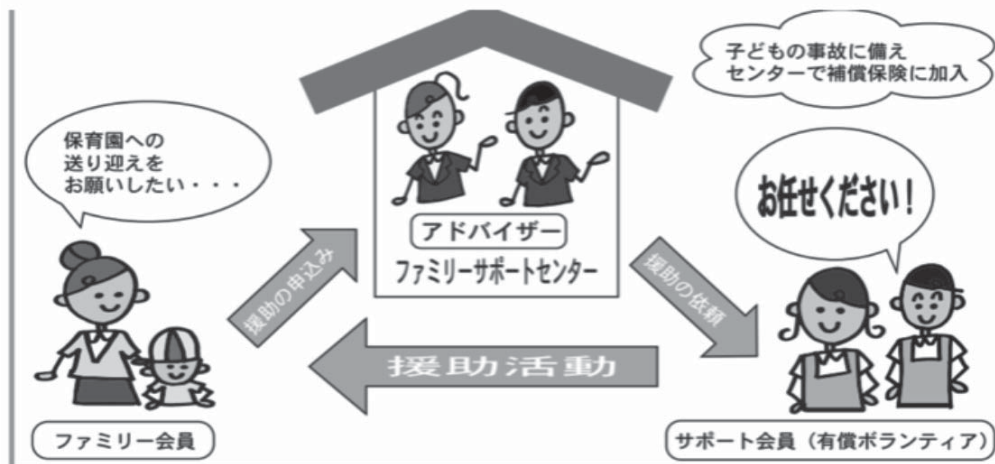 子どもの事故に備え
センターで補償保険に加入
保育園への
送り迎えを
お願いしたい・・・
お任せください！
アドバイザー
ファミリーサポートセンター
援助の申込み
援助の依頼
援助活動
ファミリー会員
サポート会員（有償ボランティア）